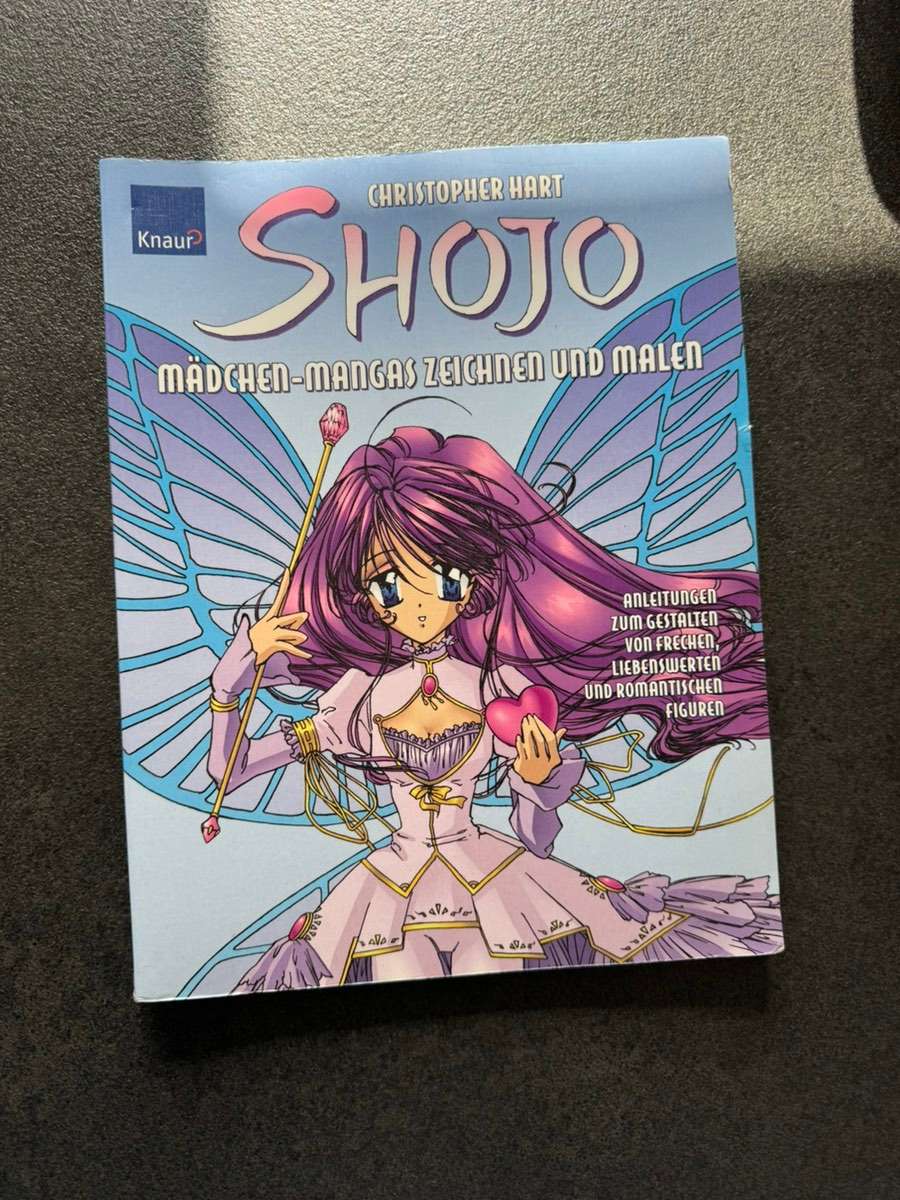 CHRISTOPHER HART
Knaur
SHOJO
MÄDCHEN-MANGAS ZEICHNEN UND MALEN
ANLEITUNGEN
ZUM GESTALTEN
VON FRECHEN,
LIEBENSWERTEN
UND ROMANTISCHEN
FIGUREN